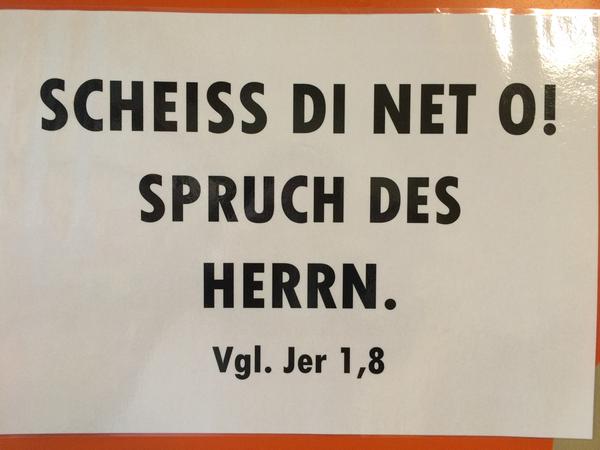 SCHEISS DI NET O!
SPRUCH DES
HERRN.
Vgl. Jer 1,8